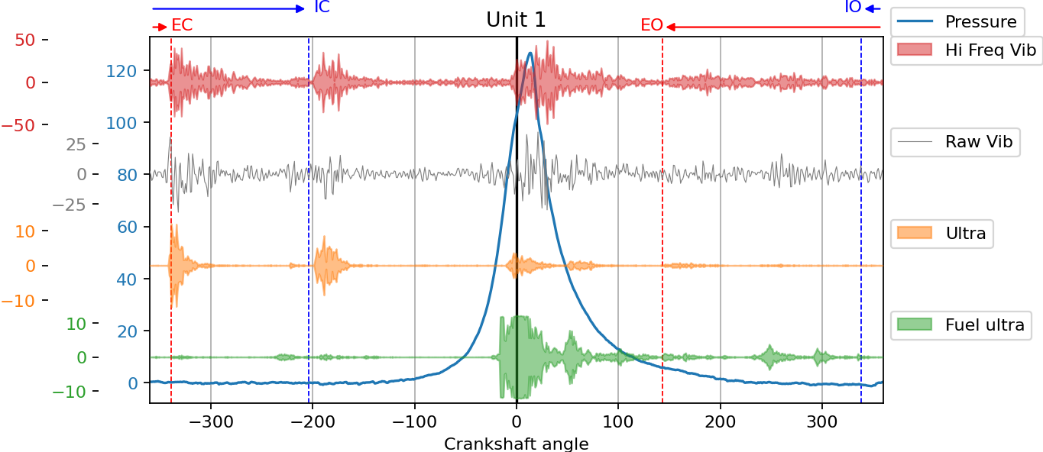 IC
IO
EC
Unit 1
EO
Pressure
Hi Freq Vib
Raw Vib
Ultra
Fuel ultra
50
0
−50
25
0
−25
10
0
−10
10
0
−10
120
100
80
60
40
20
0
−300
−200
−100
0
100
200
300
Crankshaft angle